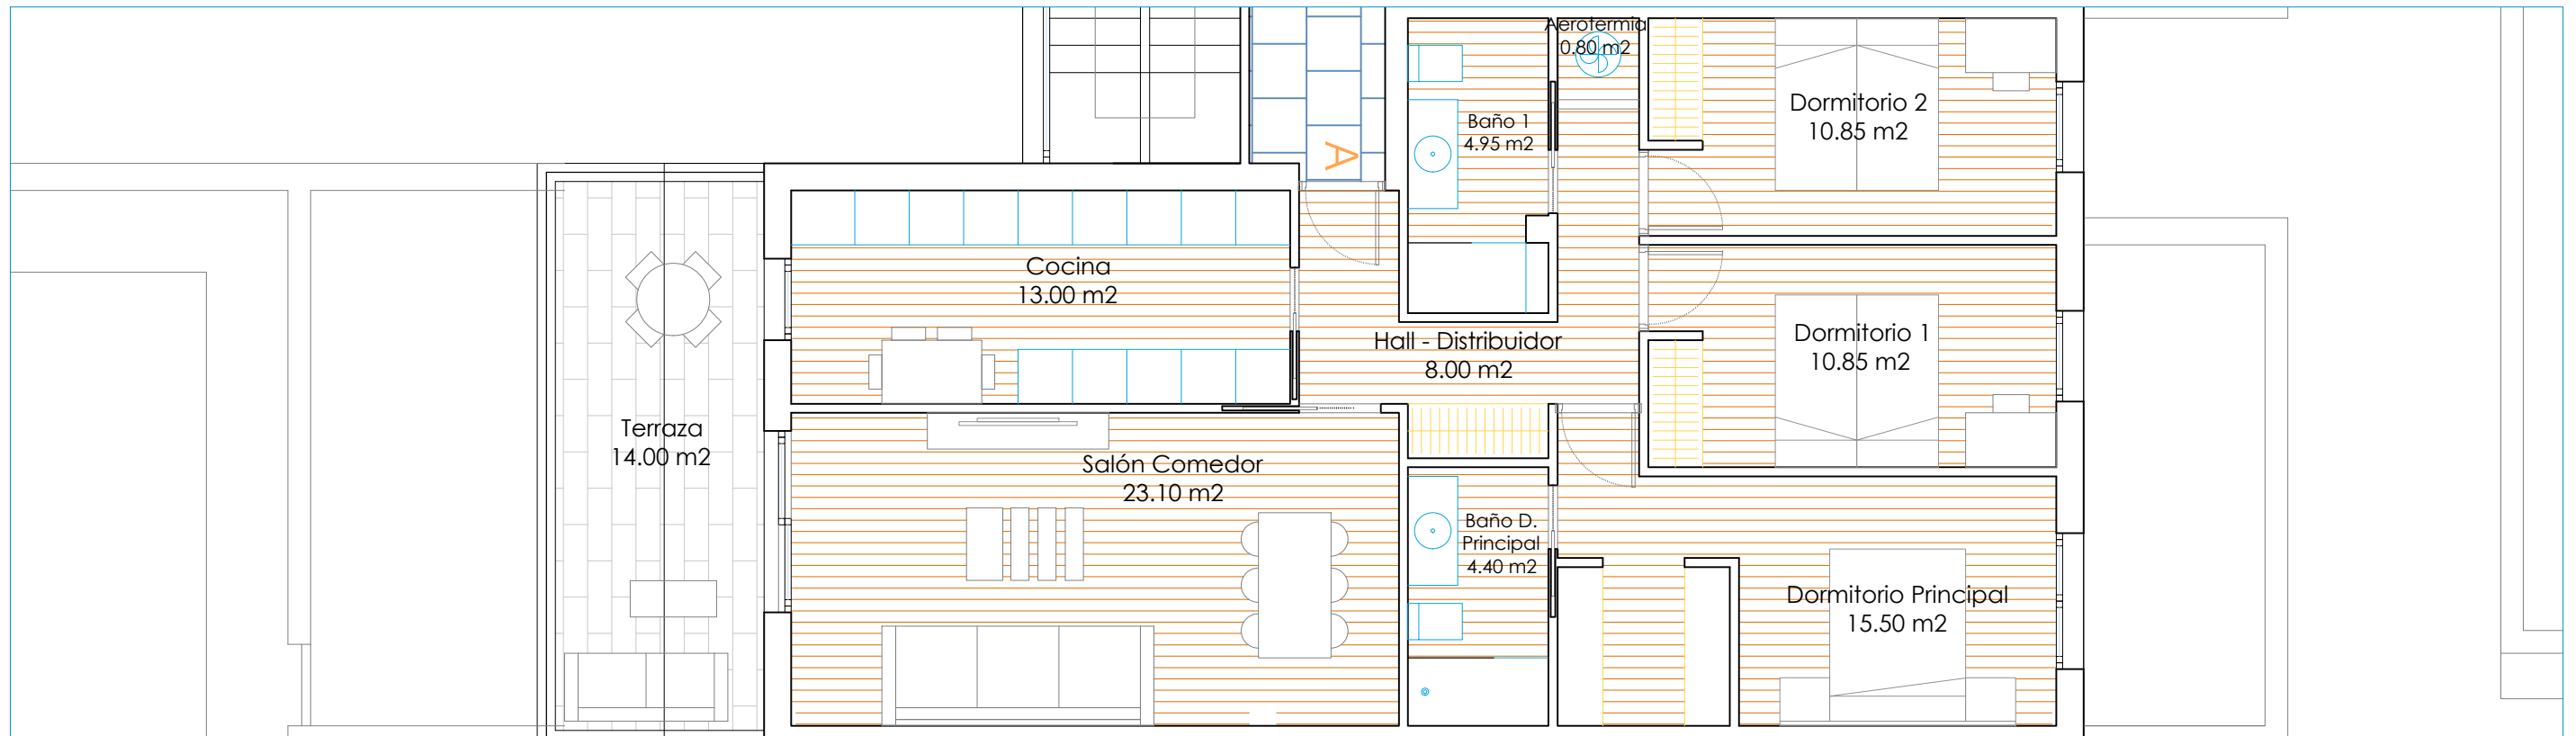 Aerotermia
0.80 m2
Dormitorio 2
10.85 m2
Baño 1
4.95 m2
A
Cocina
13.00 m2
Hall - Distribuidor
8.00 m2
Dormitorio 1
10.85 m2
Terraza
14.00 m2
Salón Comedor
23.10 m2
Baño D.
Principal
4.40 m2
Dormitorio Principal
15.50 m2